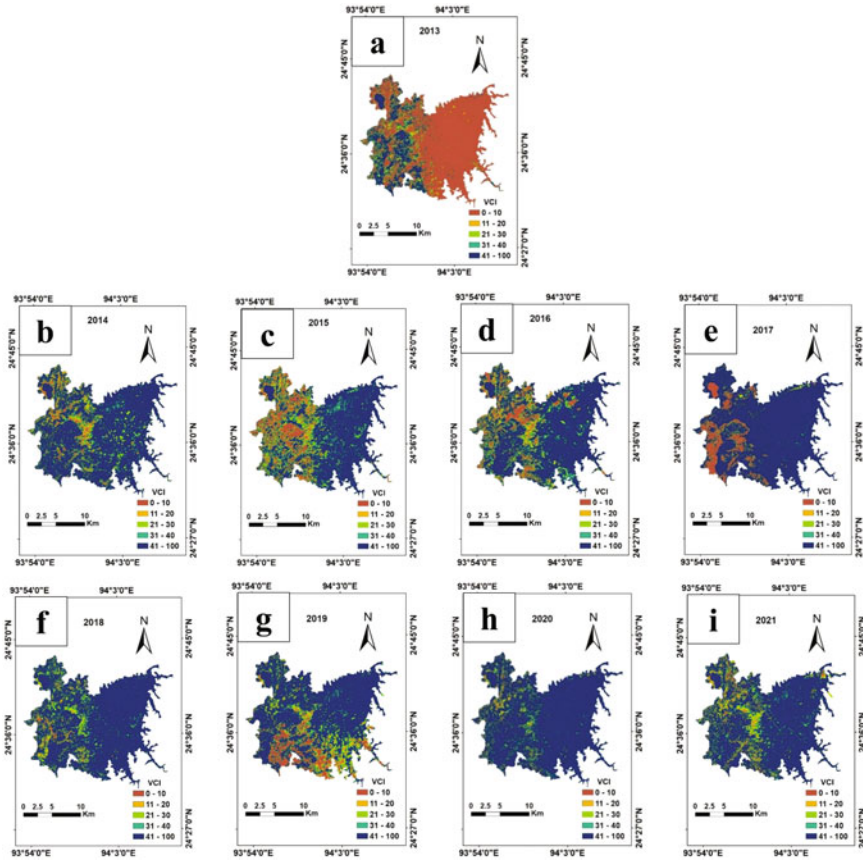 93°54'0"E 94°3'0"E
a 2013
N
24°45'0"N
24°36'0"N
24°27'0"N
VCI
0 - 10
11 - 20
21 - 30
31 - 40
41 - 100
0 2.5 5 10
Km
93°54'0"E 94°3'0"E
93°54'0"E 94°3'0"E
b 2014
N
24°45'0"N
24°36'0"N
24°27'0"N
VCI
0 - 10
11 - 20
21 - 30
31 - 40
41 - 100
0 2.5 5 10
Km
93°54'0"E 94°3'0"E
93°54'0"E 94°3'0"E
c 2015
N
24°45'0"N
24°36'0"N
24°27'0"N
VCI
0 - 10
11 - 20
21 - 30
31 - 40
41 - 100
0 2.5 5 10
Km
93°54'0"E 94°3'0"E
93°54'0"E 94°3'0"E
d 2016
N
24°45'0"N
24°36'0"N
24°27'0"N
VCI
0 - 10
11 - 20
21 - 30
31 - 40
41 - 100
0 2.5 5 10
Km
93°54'0"E 94°3'0"E
93°54'0"E 94°3'0"E
e 2017
N
24°45'0"N
24°36'0"N
24°27'0"N
VCI
0 - 10
11 - 20
21 - 30
31 - 40
41 - 100
0 2.5 5 10
Km
93°54'0"E 94°3'0"E
93°54'0"E 94°3'0"E
f 2018
N
24°45'0"N
24°36'0"N
24°27'0"N
VCI
0 - 10
11 - 20
21 - 30
31 - 40
41 - 100
0 2.5 5 10
Km
93°54'0"E 94°3'0"E
93°54'0"E 94°3'0"E
g 2019
N
24°45'0"N
24°36'0"N
24°27'0"N
VCI
0 - 10
11 - 20
21 - 30
31 - 40
41 - 100
0 2.5 5 10
Km
93°54'0"E 94°3'0"E
93°54'0"E 94°3'0"E
h 2020
N
24°45'0"N
24°36'0"N
24°27'0"N
VCI
0 - 10
11 - 20
21 - 30
31 - 40
41 - 100
0 2.5 5 10
Km
93°54'0"E 94°3'0"E
93°54'0"E 94°3'0"E
i 2021
N
24°45'0"N
24°36'0"N
24°27'0"N
VCI
0 - 10
11 - 20
21 - 30
31 - 40
41 - 100
0 2.5 5 10
Km
93°54'0"E 94°3'0"E